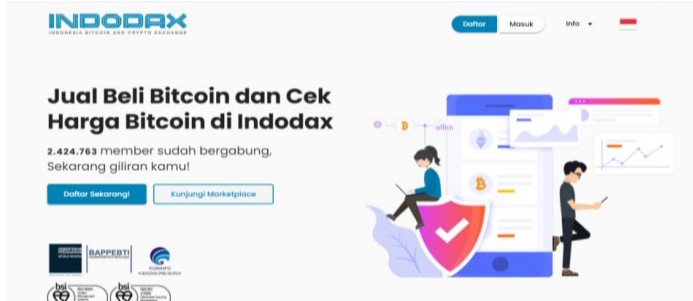 INDODAX
INDONESIA BITCOIN AND CRYPTO EXCHANGE
Daftar
Masuk
Info
Jual Beli Bitcoin dan Cek
Harga Bitcoin di Indodax
2.424.763 member sudah bergabung,
Sekarang giliran kamu!
Daftar Sekarang!
Kunjungi Marketplace
BAPPEBTI
KOMINFO
bsi
bsi